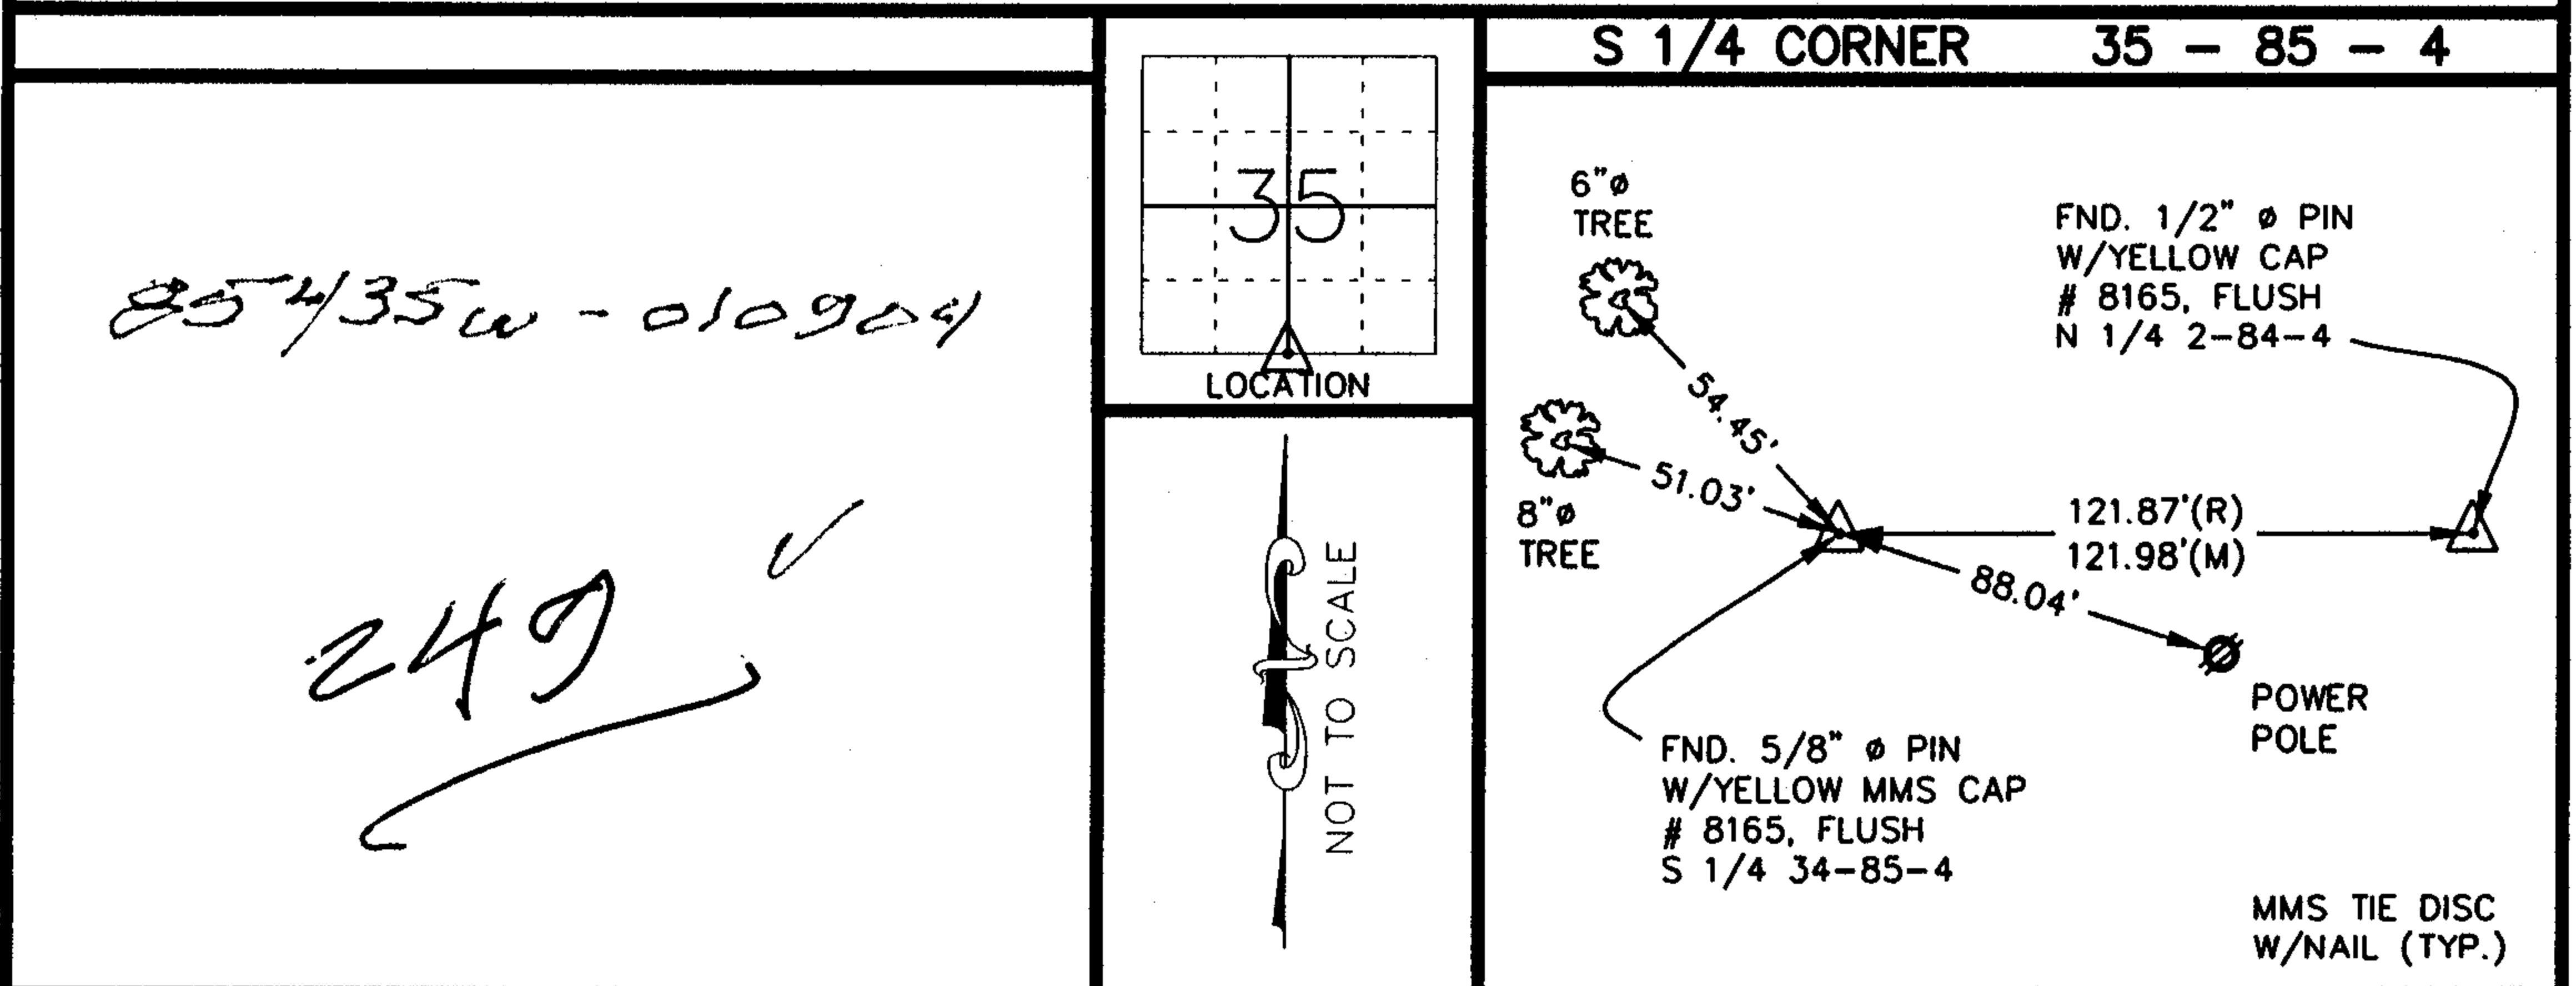 S 1/4 CORNER 35 - 85 - 4
85 4/35 W - 010904
249
35
LOCATION
NOT TO SCALE
6"ø
TREE
FND. 1/2" ø PIN
W/YELLOW CAP
# 8165, FLUSH
N 1/4 2-84-4
54.45'
51.03'
8"ø
TREE
121.87'(R)
121.98'(M)
88.04'
POWER
POLE
FND. 5/8" ø PIN
W/YELLOW MMS CAP
# 8165, FLUSH
S 1/4 34-85-4
MMS TIE DISC
W/NAIL (TYP.)